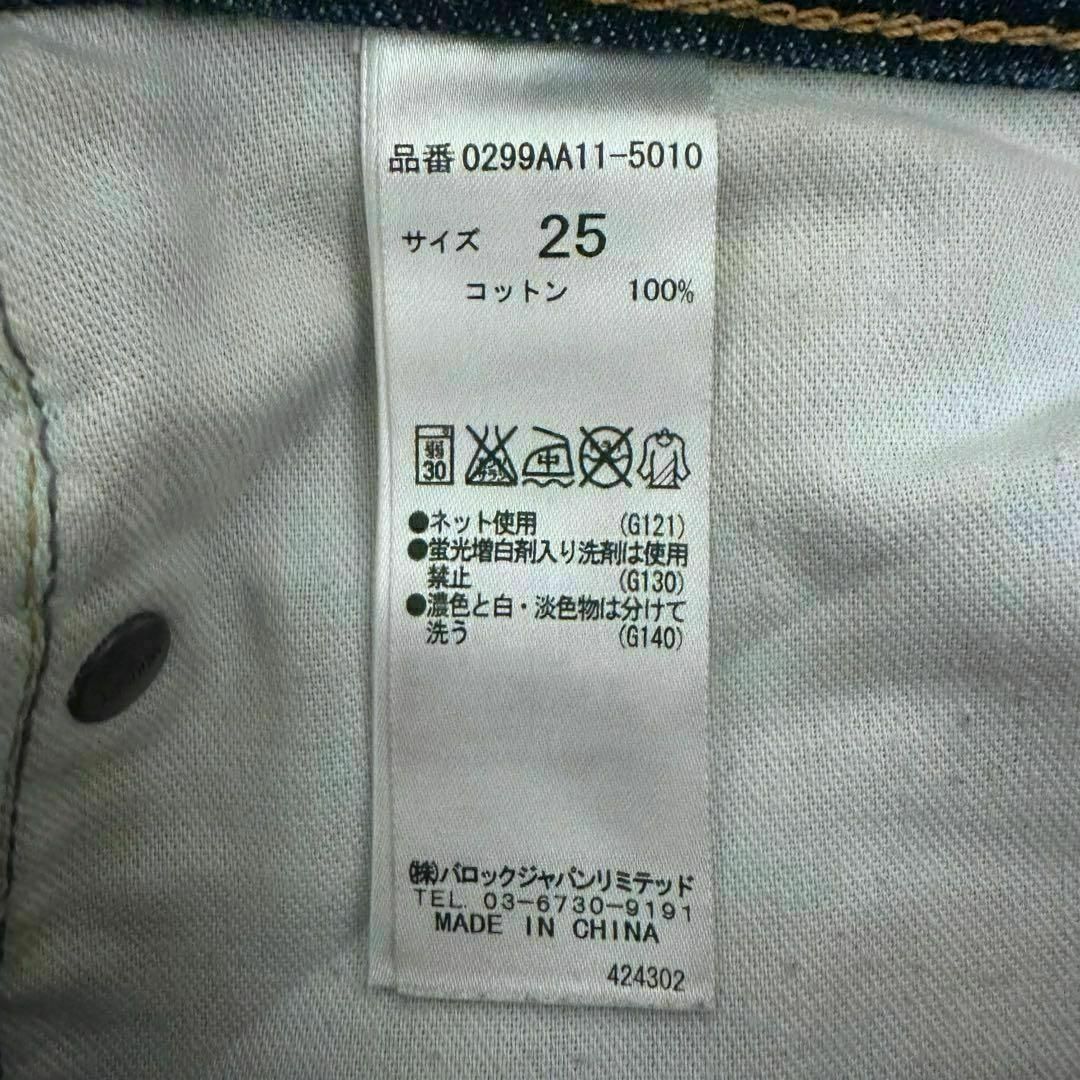 品番 0299AA11-5010
サイズ 25
コットン 100%
弱 30 中
●ネット使用 (G121)
●蛍光増白剤入り洗剤は使用
禁止 (G130)
●濃色と白・淡色物は分けて
洗う (G140)
㈱バロックジャパンリミテッド
TEL. 03-6730-9191
MADE IN CHINA
424302